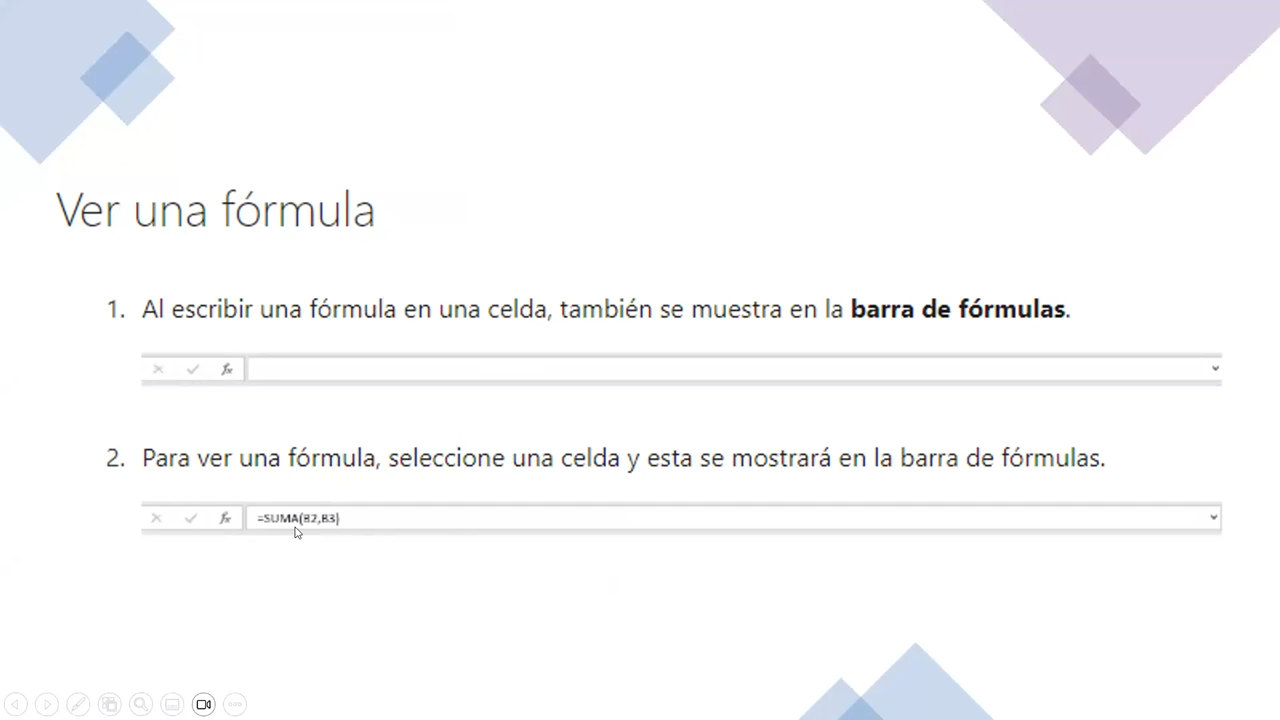 Ver una fórmula
1. Al escribir una fórmula en una celda, también se muestra en la barra de fórmulas.
fx
2. Para ver una fórmula, seleccione una celda y esta se mostrará en la barra de fórmulas.
fx =SUMA(B2,B3)